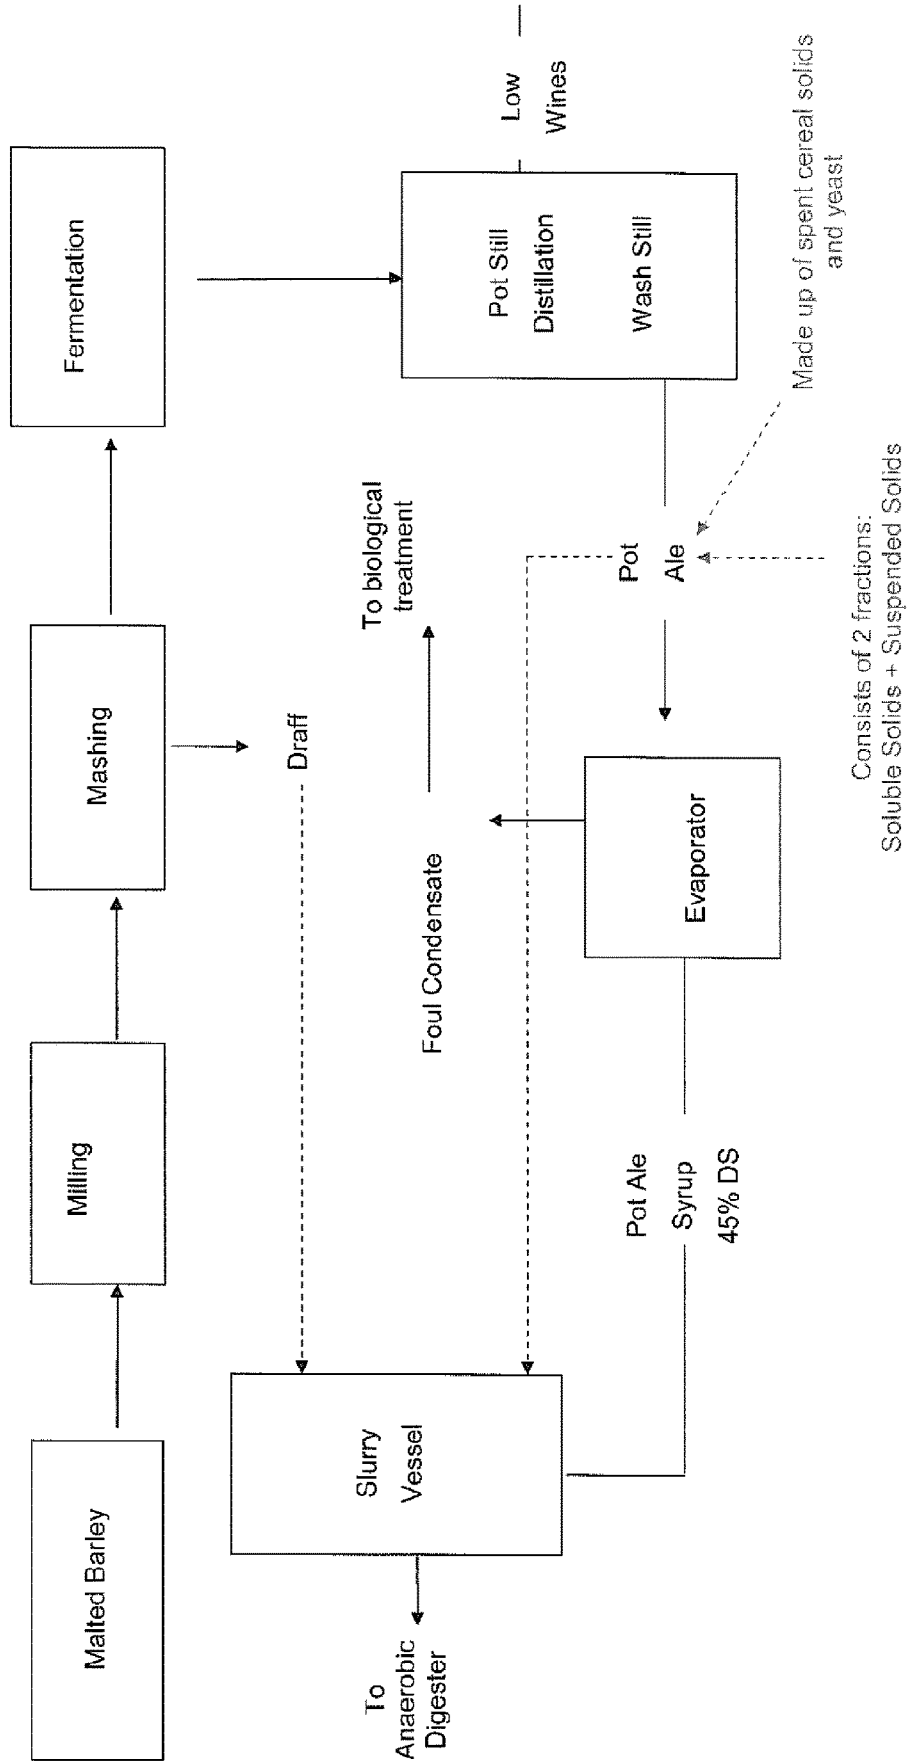 Malted Barley
Milling
Mashing
Fermentation
Draff
To biological
treatment
Foul Condensate
Slurry
Vessel
To
Anaerobic
Digester
Pot Still
Distillation
Wash Still
Low
Wines
Pot
Ale
Evaporator
Pot Ale
Syrup
45% DS
Made up of spent cereal solids
and yeast
Consists of 2 fractions:
Soluble Solids + Suspended Solids